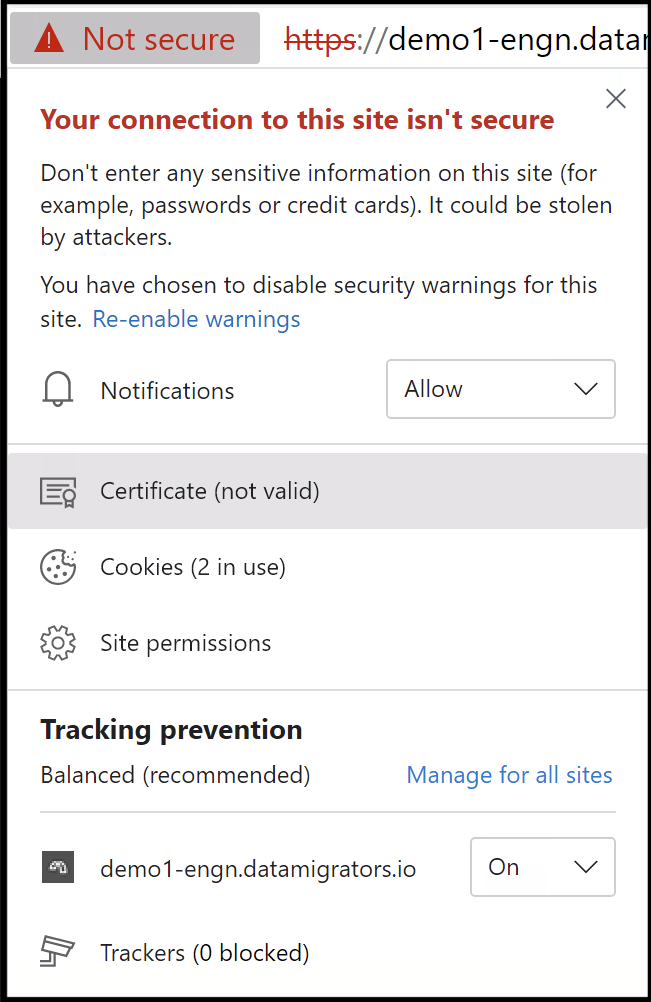 Not secure https://demo1-engn.datar
Your connection to this site isn't secure
Don't enter any sensitive information on this site (for
example, passwords or credit cards). It could be stolen
by attackers.
You have chosen to disable security warnings for this
site. Re-enable warnings
Notifications Allow
Certificate (not valid)
Cookies (2 in use)
Site permissions
Tracking prevention
Balanced (recommended) Manage for all sites
demo1-engn.datamigrators.io On
Trackers (0 blocked)